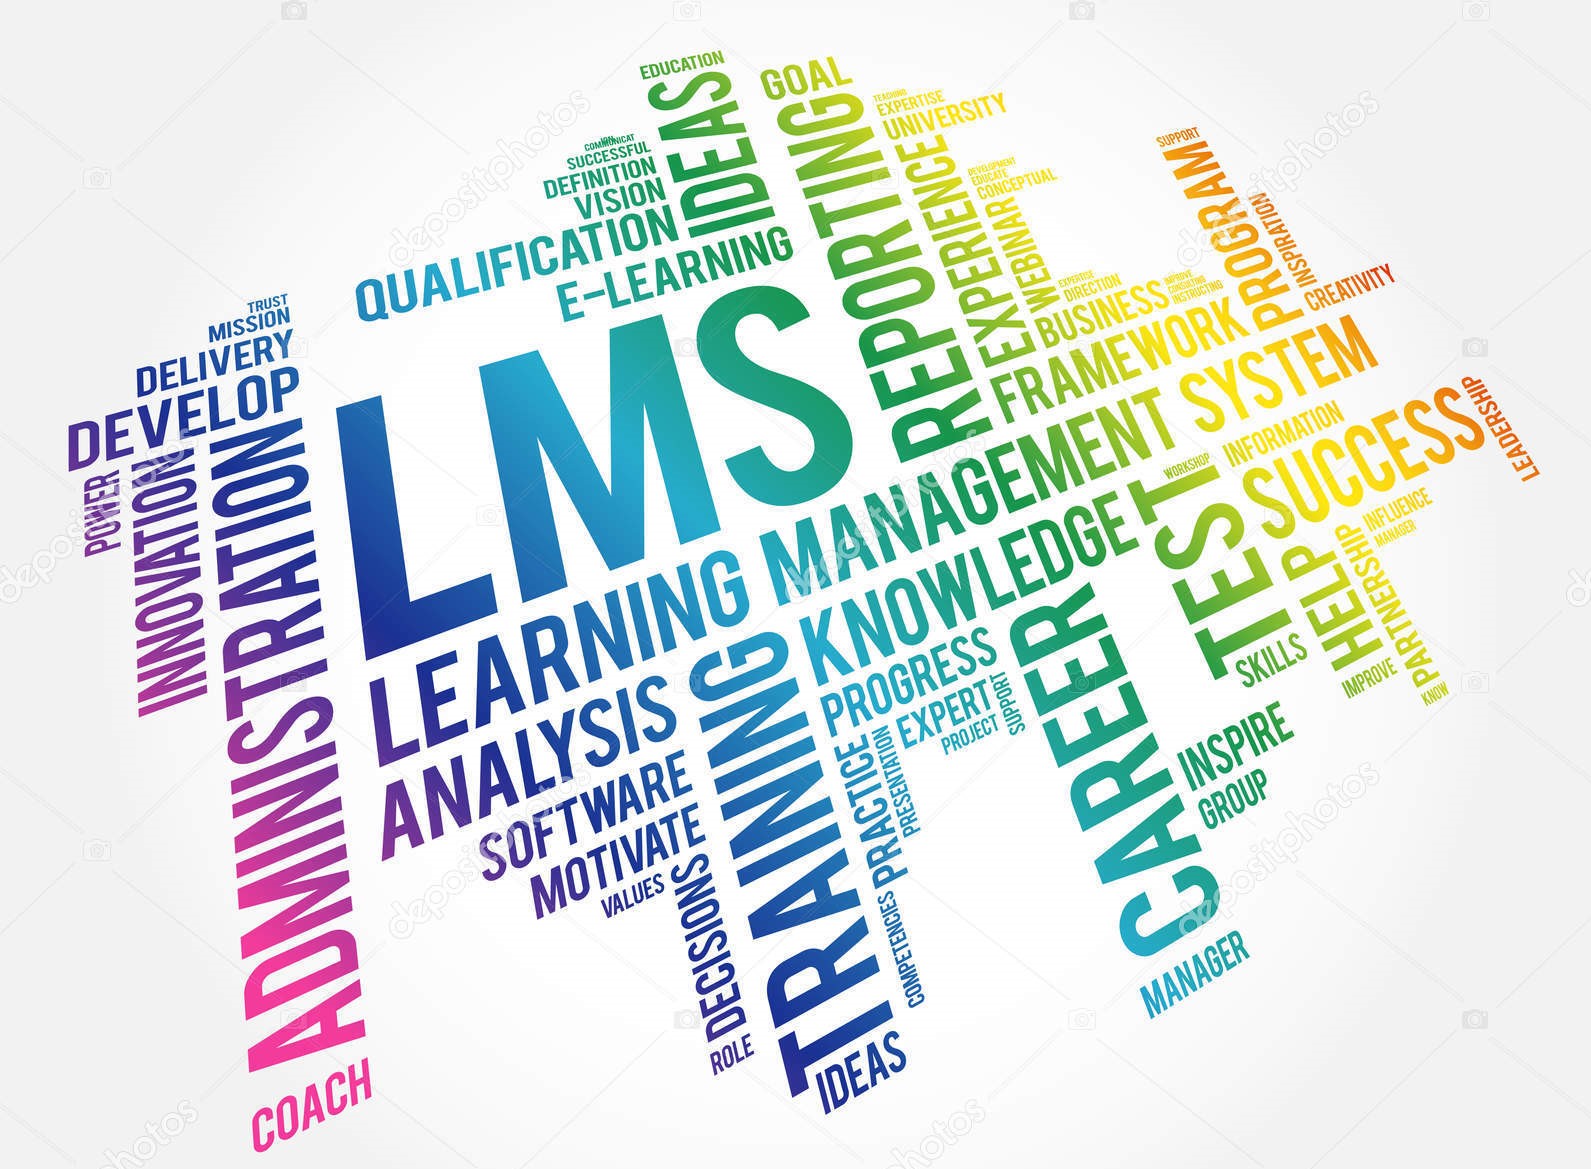 EDUCATION
IDEAS
GOAL
REPORTING
TEACHING
EXPERTISE
UNIVERSITY
EXPERIENCE
DEVELOPMENT
EDUCATE
CONCEPTUAL
WEBINAR
SUPPORT
PROGRAM
INSPIRATION
CREATIVITY
COMMUNICAT
ION
SUCCESSFUL
DEFINITION
VISION
QUALIFICATION
E-LEARNING
EXPERTISE
DIRECTION
BUSINESS
IMPROVE
CONSULTING
INSTRUCTING
FRAMEWORK
TRUST
MISSION
DELIVERY
DEVELOP
POWER
INNOVATION
ADMINISTRATION
COACH
LMS
LEARNING MANAGEMENT SYSTEM
ANALYSIS
SOFTWARE
MOTIVATE
VALUES
DECISIONS
ROLE
TRAINING
IDEAS
KNOWLEDGE
PROGRESS
EXPERT
PROJECT
SUPPORT
PRACTICE
PRESENTATION
COMPETENCIES
CAREER
MANAGER
WORKSHOP
TEST
INFORMATION
SUCCESS
LEADERSHIP
SKILLS
HELP
INFLUENCE
MANAGER
PARTNERSHIP
IMPROVE
KNOW
INSPIRE
GROUP
depositphotos